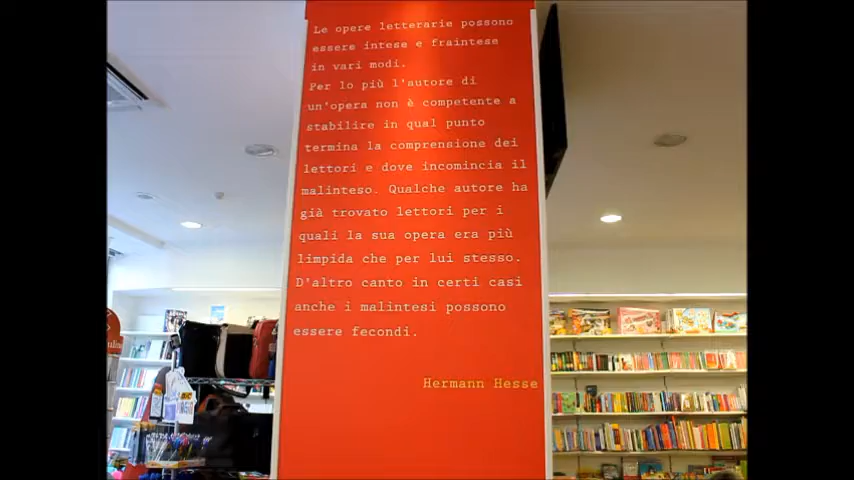 Le opere letterarie possono
essere intese e fraintese
in vari modi.
Per lo più l'autore di
un'opera non è competente a
stabilire in qual punto
termina la comprensione dei
lettori e dove incomincia il
malinteso. Qualche autore ha
già trovato lettori per i
quali la sua opera era più
limpida che per lui stesso.
D'altro canto in certi casi
anche i malintesi possono
essere fecondi.
Hermann Hesse